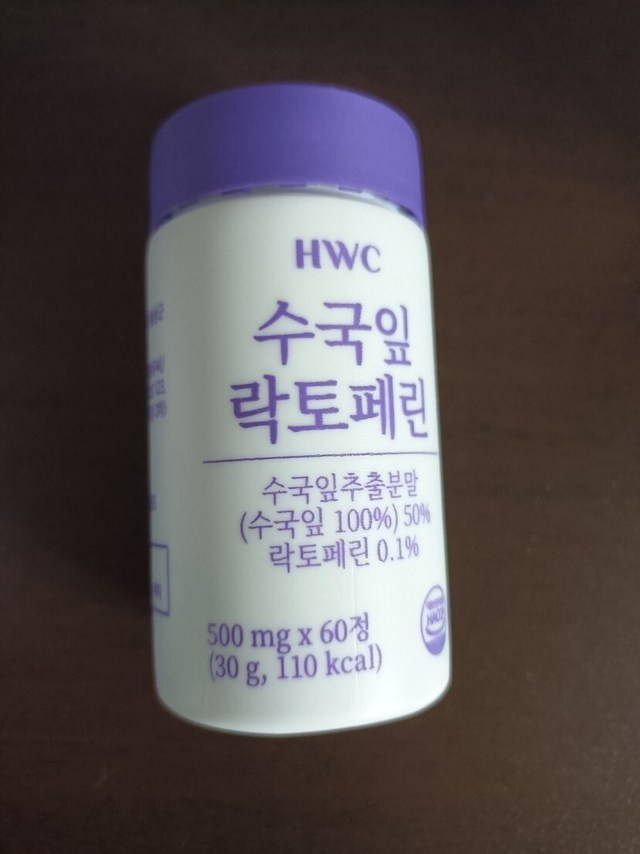 HWC
수국잎
락토페린
수국잎추출분말
(수국잎 100%) 50%
락토페린 0.1%
500 mg x 60정
(30 g, 110 kcal)
HACCP